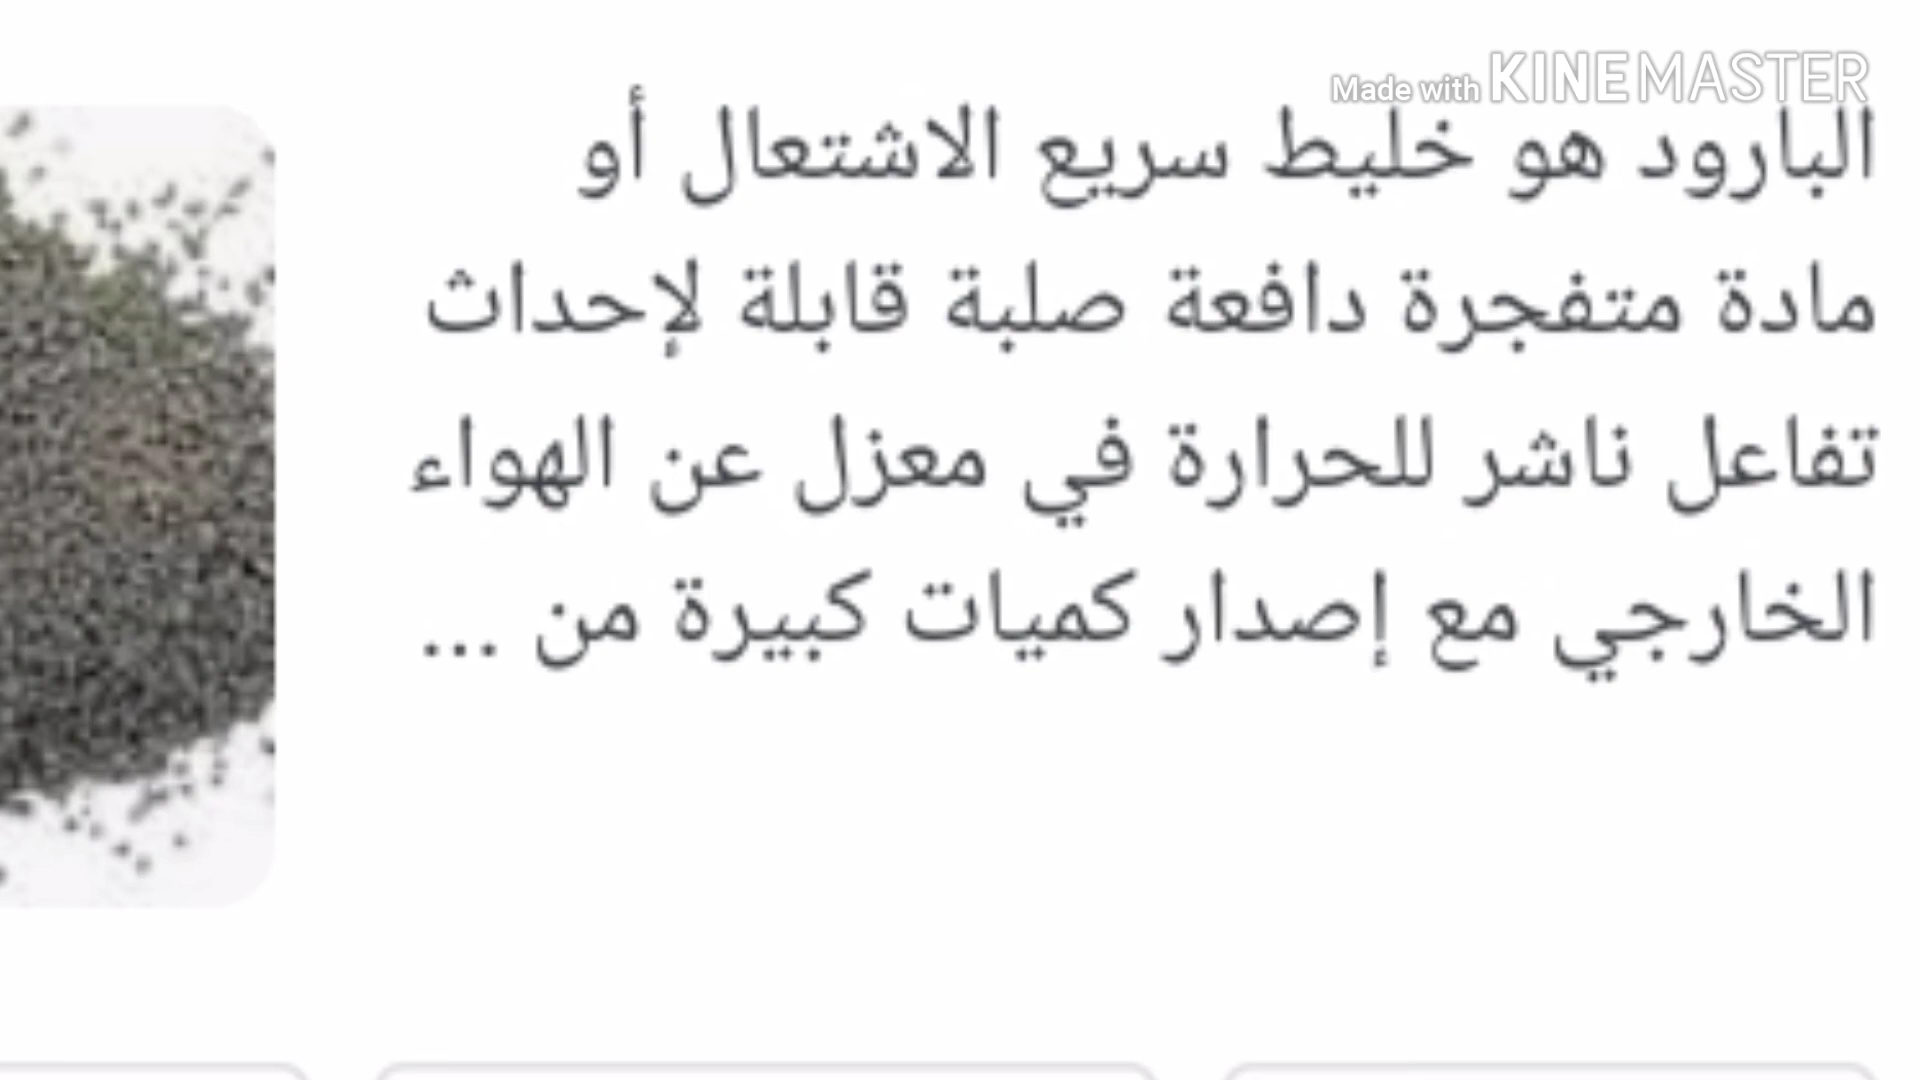 Made with KINEMASTER
البارود هو خليط سريع الاشتعال أو
مادة متفجرة دافعة صلبة قابلة لإحداث
تفاعل ناشر للحرارة في معزل عن الهواء
الخارجي مع إصدار كميات كبيرة من ...